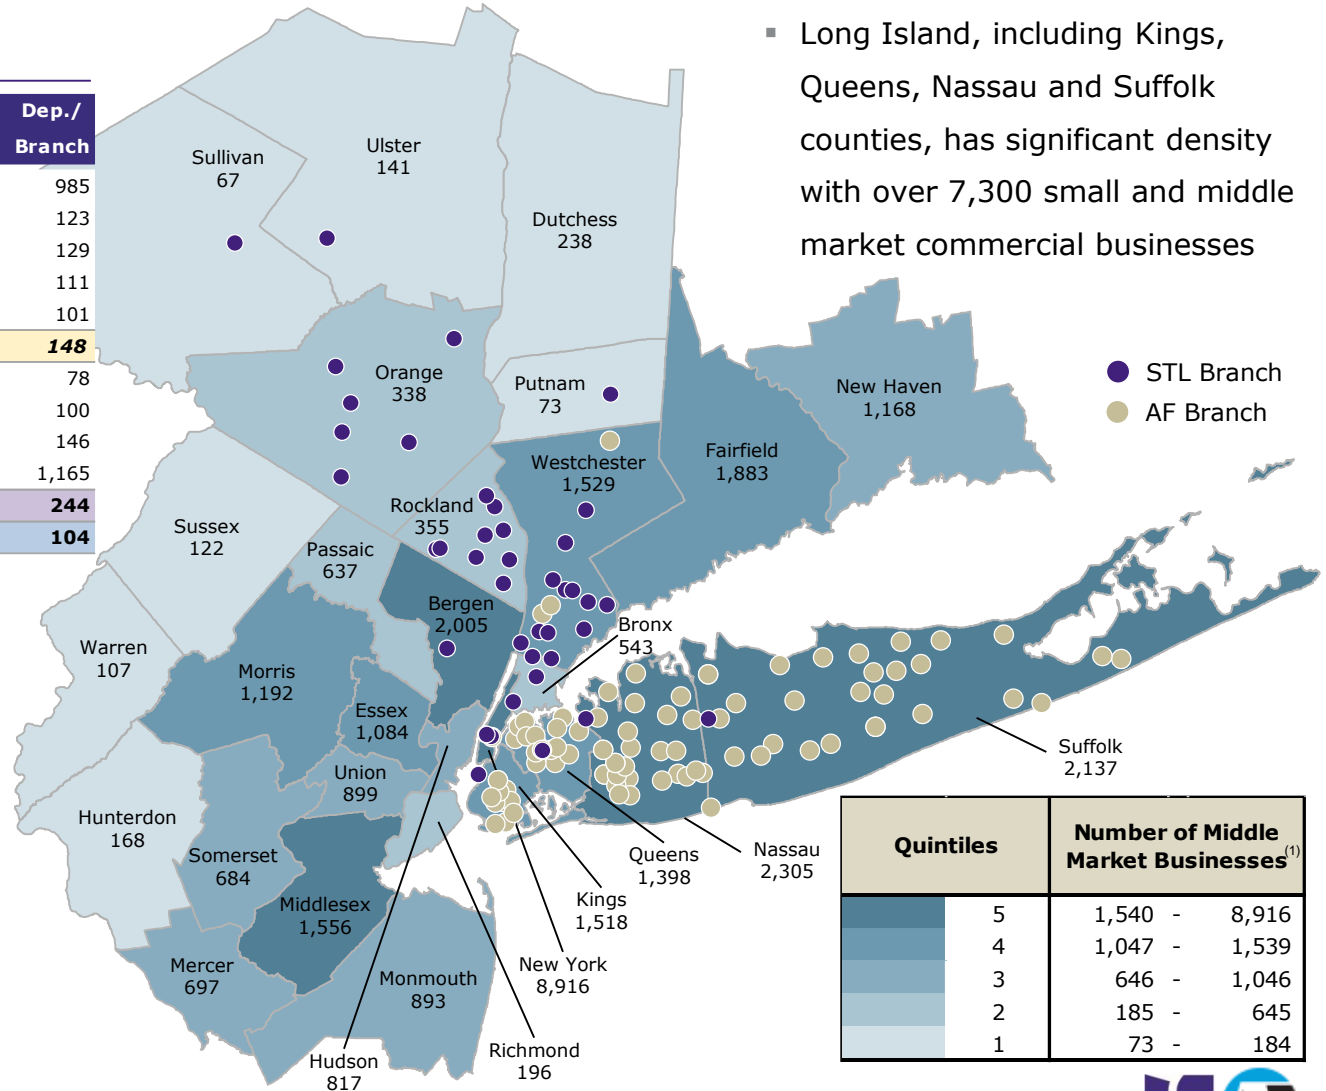 ▪ Long Island, including Kings,
Queens, Nassau and Suffolk
counties, has significant density
with over 7,300 small and middle
market commercial businesses
Dep./
Branch
985
123
129
111
101
148
78
100
146
1,165
244
104
STL Branch
AF Branch
Sullivan
67
Ulster
141
Dutchess
238
Orange
338
Putnam
73
New Haven
1,168
Fairfield
1,883
Westchester
1,529
Rockland
355
Sussex
122
Passaic
637
Bergen
2,005
Bronx
543
Warren
107
Morris
1,192
Essex
1,084
Union
899
Suffolk
2,137
Hunterdon
168
Somerset
684
Queens
1,398
Nassau
2,305
Kings
1,518
Middlesex
1,556
New York
8,916
Mercer
697
Monmouth
893
Richmond
196
Hudson
817
Quintiles
Number of Middle
Market Businesses(1)
5 1,540 - 8,916
4 1,047 - 1,539
3 646 - 1,046
2 185 - 645
1 73 - 184